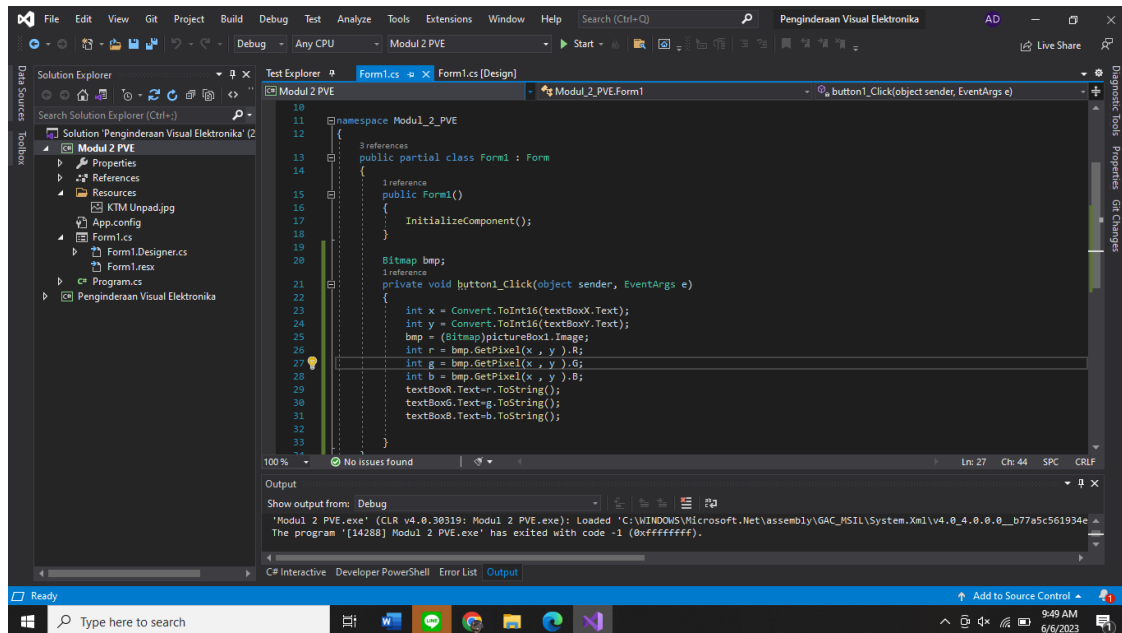 File Edit View Git Project Build Debug Test Analyze Tools Extensions Window Help Search (Ctrl+Q) Penginderaan Visual Elektronika AD
Debug Any CPU Modul 2 PVE Start Live Share
Data Sources
Toolbox
Solution Explorer
Search Solution Explorer (Ctrl+;)
Solution 'Penginderaan Visual Elektronika' (2
Modul 2 PVE
Properties
References
Resources
KTM Unpad.jpg
App.config
Form1.cs
Form1.Designer.cs
Form1.resx
Program.cs
Penginderaan Visual Elektronika
Test Explorer Form1.cs Form1.cs [Design]
Modul 2 PVE Modul_2_PVE.Form1 button1_Click(object sender, EventArgs e)
10
11 namespace Modul_2_PVE
12 {
3 references
13 public partial class Form1 : Form
14 {
1 reference
15 public Form1()
16 {
17 InitializeComponent();
18 }
19
20 Bitmap bmp;
1 reference
21 private void button1_Click(object sender, EventArgs e)
22 {
23 int x = Convert.ToInt16(textBoxX.Text);
24 int y = Convert.ToInt16(textBoxY.Text);
25 bmp = (Bitmap)pictureBox1.Image;
26 int r = bmp.GetPixel(x , y ).R;
27 int g = bmp.GetPixel(x , y ).G;
28 int b = bmp.GetPixel(x , y ).B;
29 textBoxR.Text=r.ToString();
30 textBoxG.Text=g.ToString();
31 textBoxB.Text=b.ToString();
32
33 }
100 % No issues found Ln: 27 Ch: 44 SPC CRLF
Output
Show output from: Debug
'Modul 2 PVE.exe' (CLR v4.0.30319: Modul 2 PVE.exe): Loaded 'C:\WINDOWS\Microsoft.Net\assembly\GAC_MSIL\System.Xml\v4.0_4.0.0.0__b77a5c561934e
The program '[14288] Modul 2 PVE.exe' has exited with code -1 (0xffffffff).
C# Interactive Developer PowerShell Error List Output
Diagnostic Tools
Properties
Git Changes
Ready Add to Source Control 1
Type here to search
9:49 AM
6/6/2023